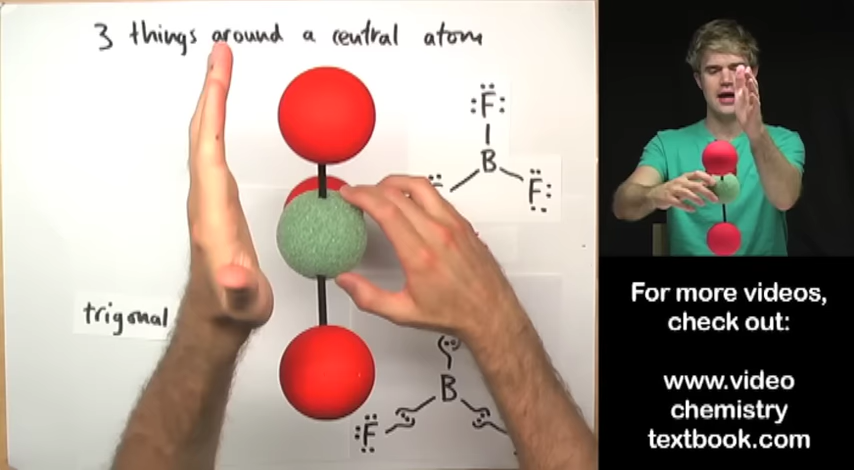 3 things around a central atom
:F:
B
F:
trigonal
B
:F
For more videos,
check out:
www.video
chemistry
textbook.com